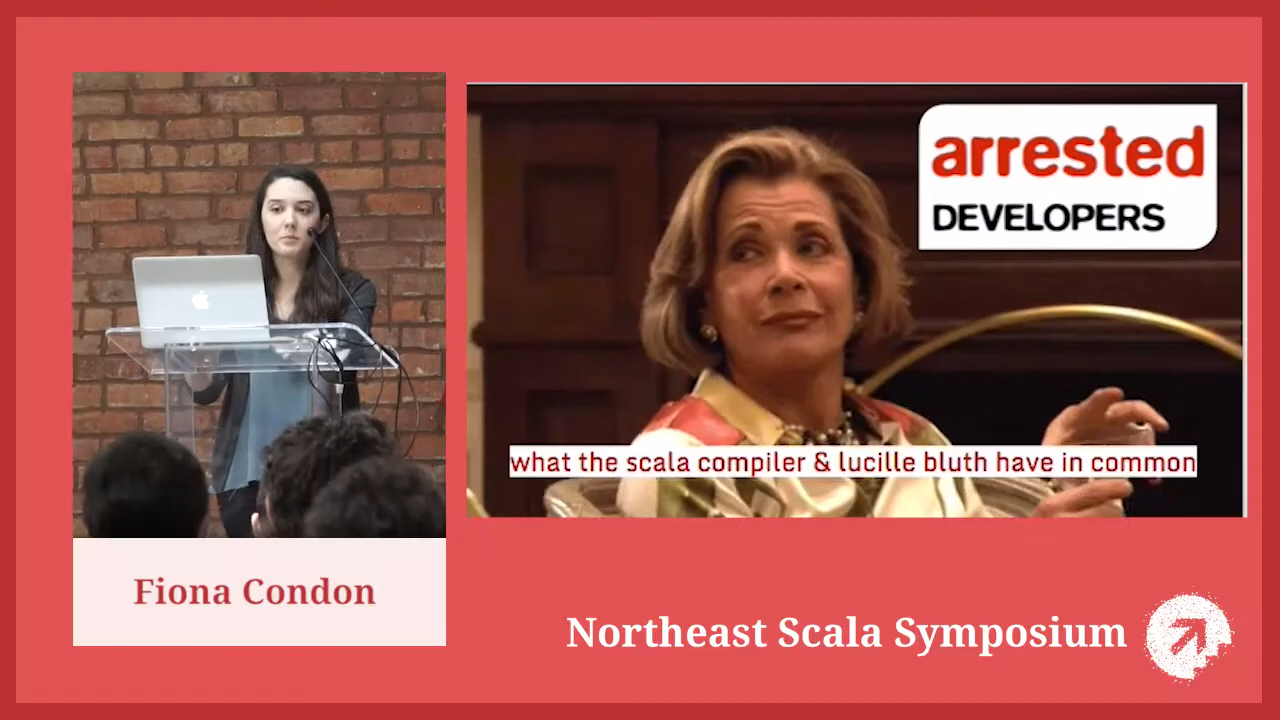 arrested
DEVELOPERS
what the scala compiler & lucille bluth have in common
Fiona Condon
Northeast Scala Symposium